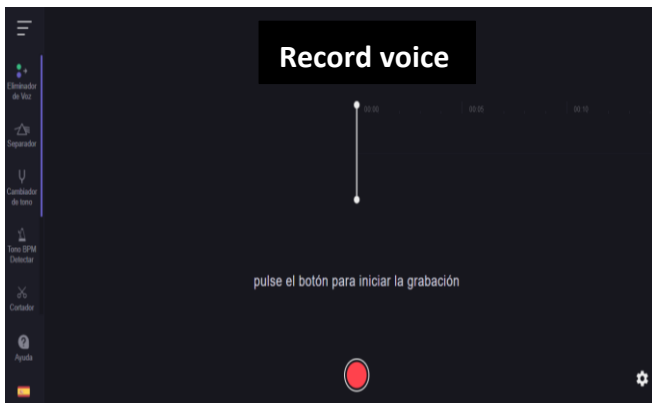 Record voice
Eliminador
de Voz
Separador
Cambiador
de tono
Tono BPM
Detectar
Cortador
Ayuda
00:00
00:05
00:10
pulse el botón para iniciar la grabación